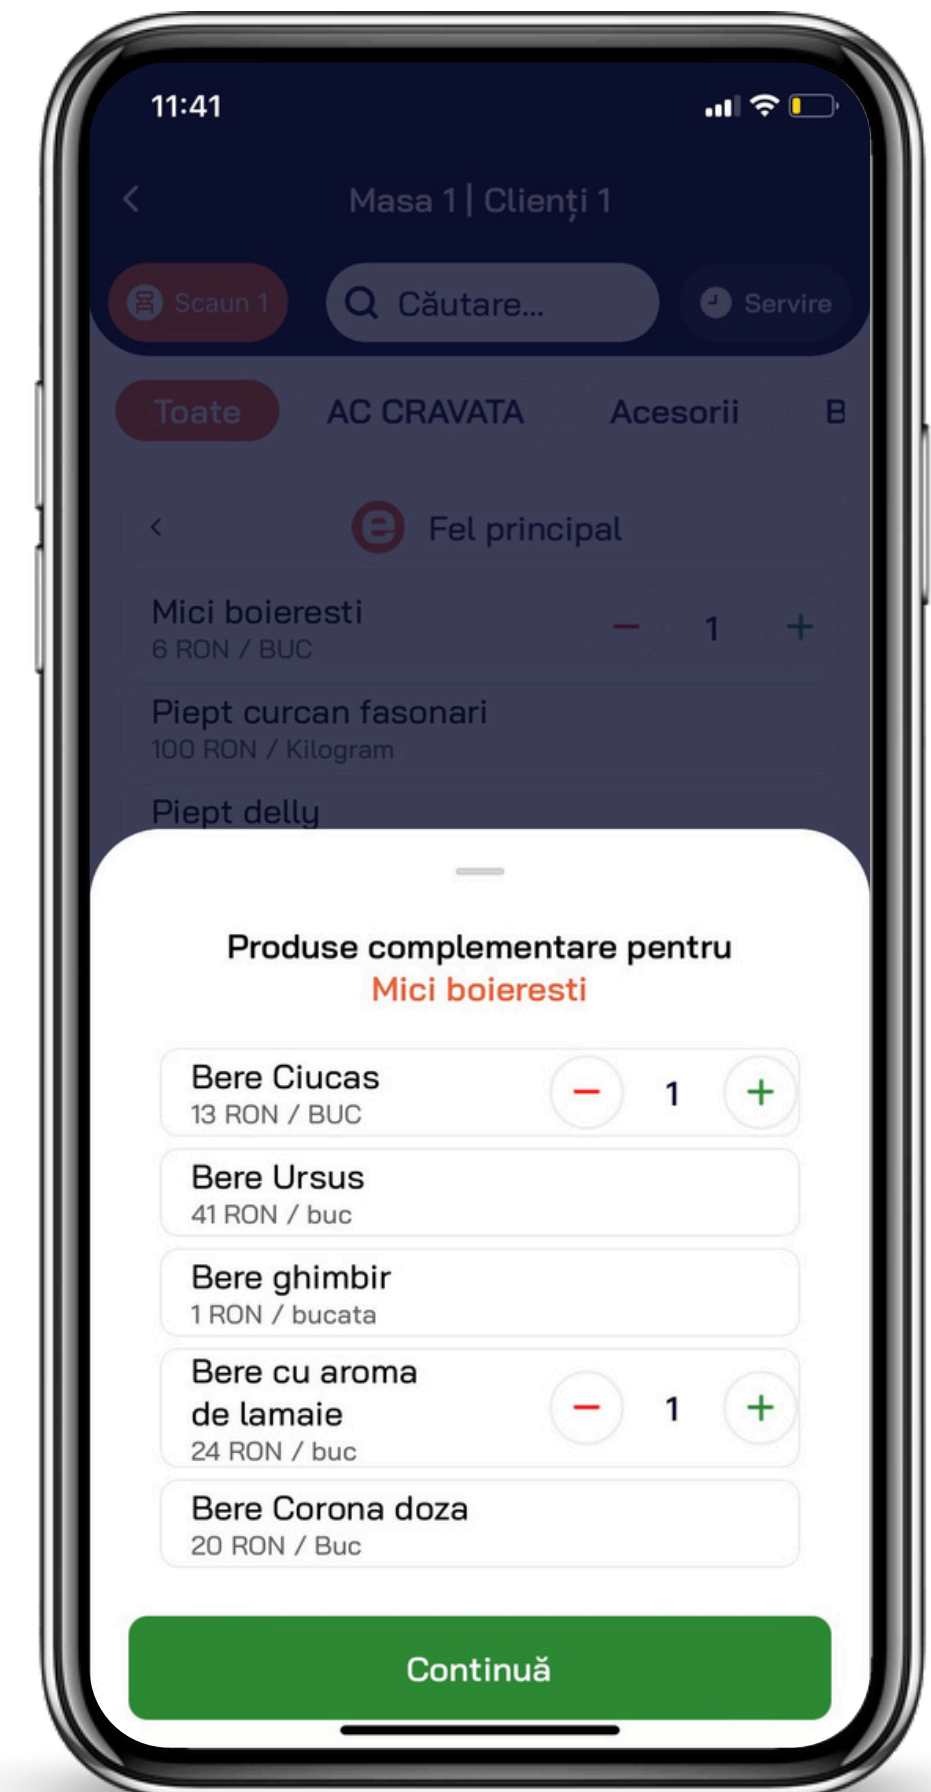 11:41
Masa 1 | Clienți 1
Scaun 1
Căutare...
Servire
Toate
AC CRAVATA
Acesorii
B
e Fel principal
Mici boieresti
6 RON / BUC
1
Piept curcan fasonari
100 RON / Kilogram
Piept delly
Produse complementare pentru
Mici boieresti
Bere Ciucas
13 RON / BUC
1
Bere Ursus
41 RON / buc
Bere ghimbir
1 RON / bucata
Bere cu aroma
de lamaie
24 RON / buc
1
Bere Corona doza
20 RON / Buc
Continuă